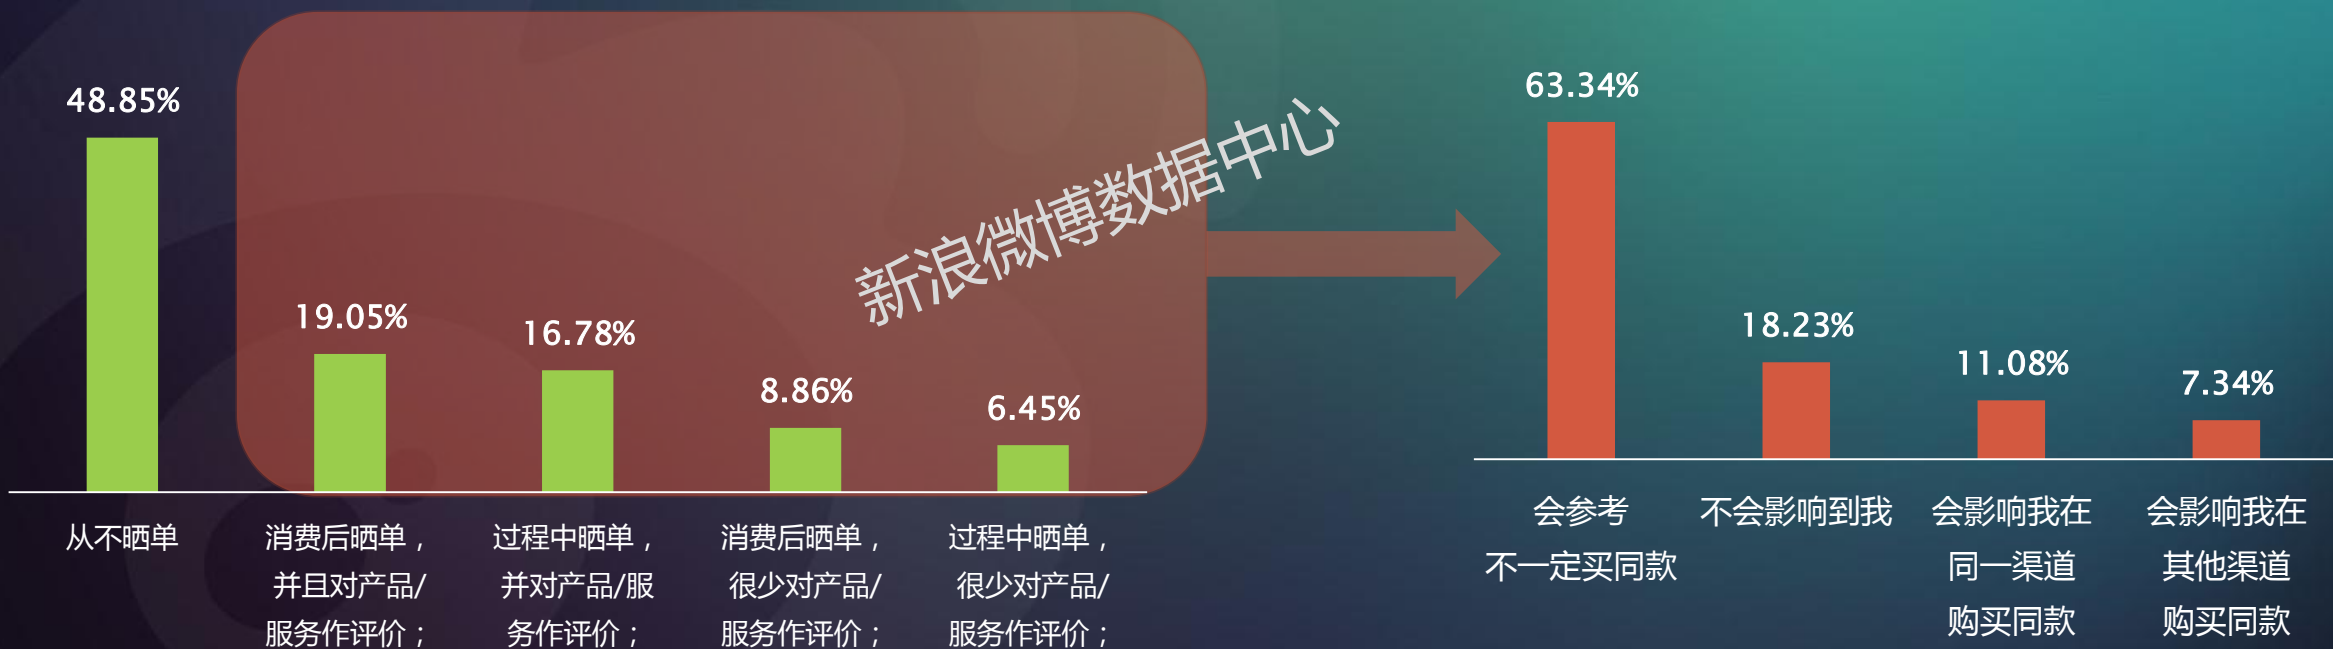 48.85%
19.05%
16.78%
8.86%
6.45%
从不晒单
消费后晒单，
并且对产品/
服务作评价；
过程中晒单，
并对产品/服
务作评价；
消费后晒单，
很少对产品/
服务作评价；
过程中晒单，
很少对产品/
服务作评价；
新浪微博数据中心
63.34%
18.23%
11.08%
7.34%
会参考
不一定买同款
不会影响到我
会影响我在
同一渠道
购买同款
会影响我在
其他渠道
购买同款